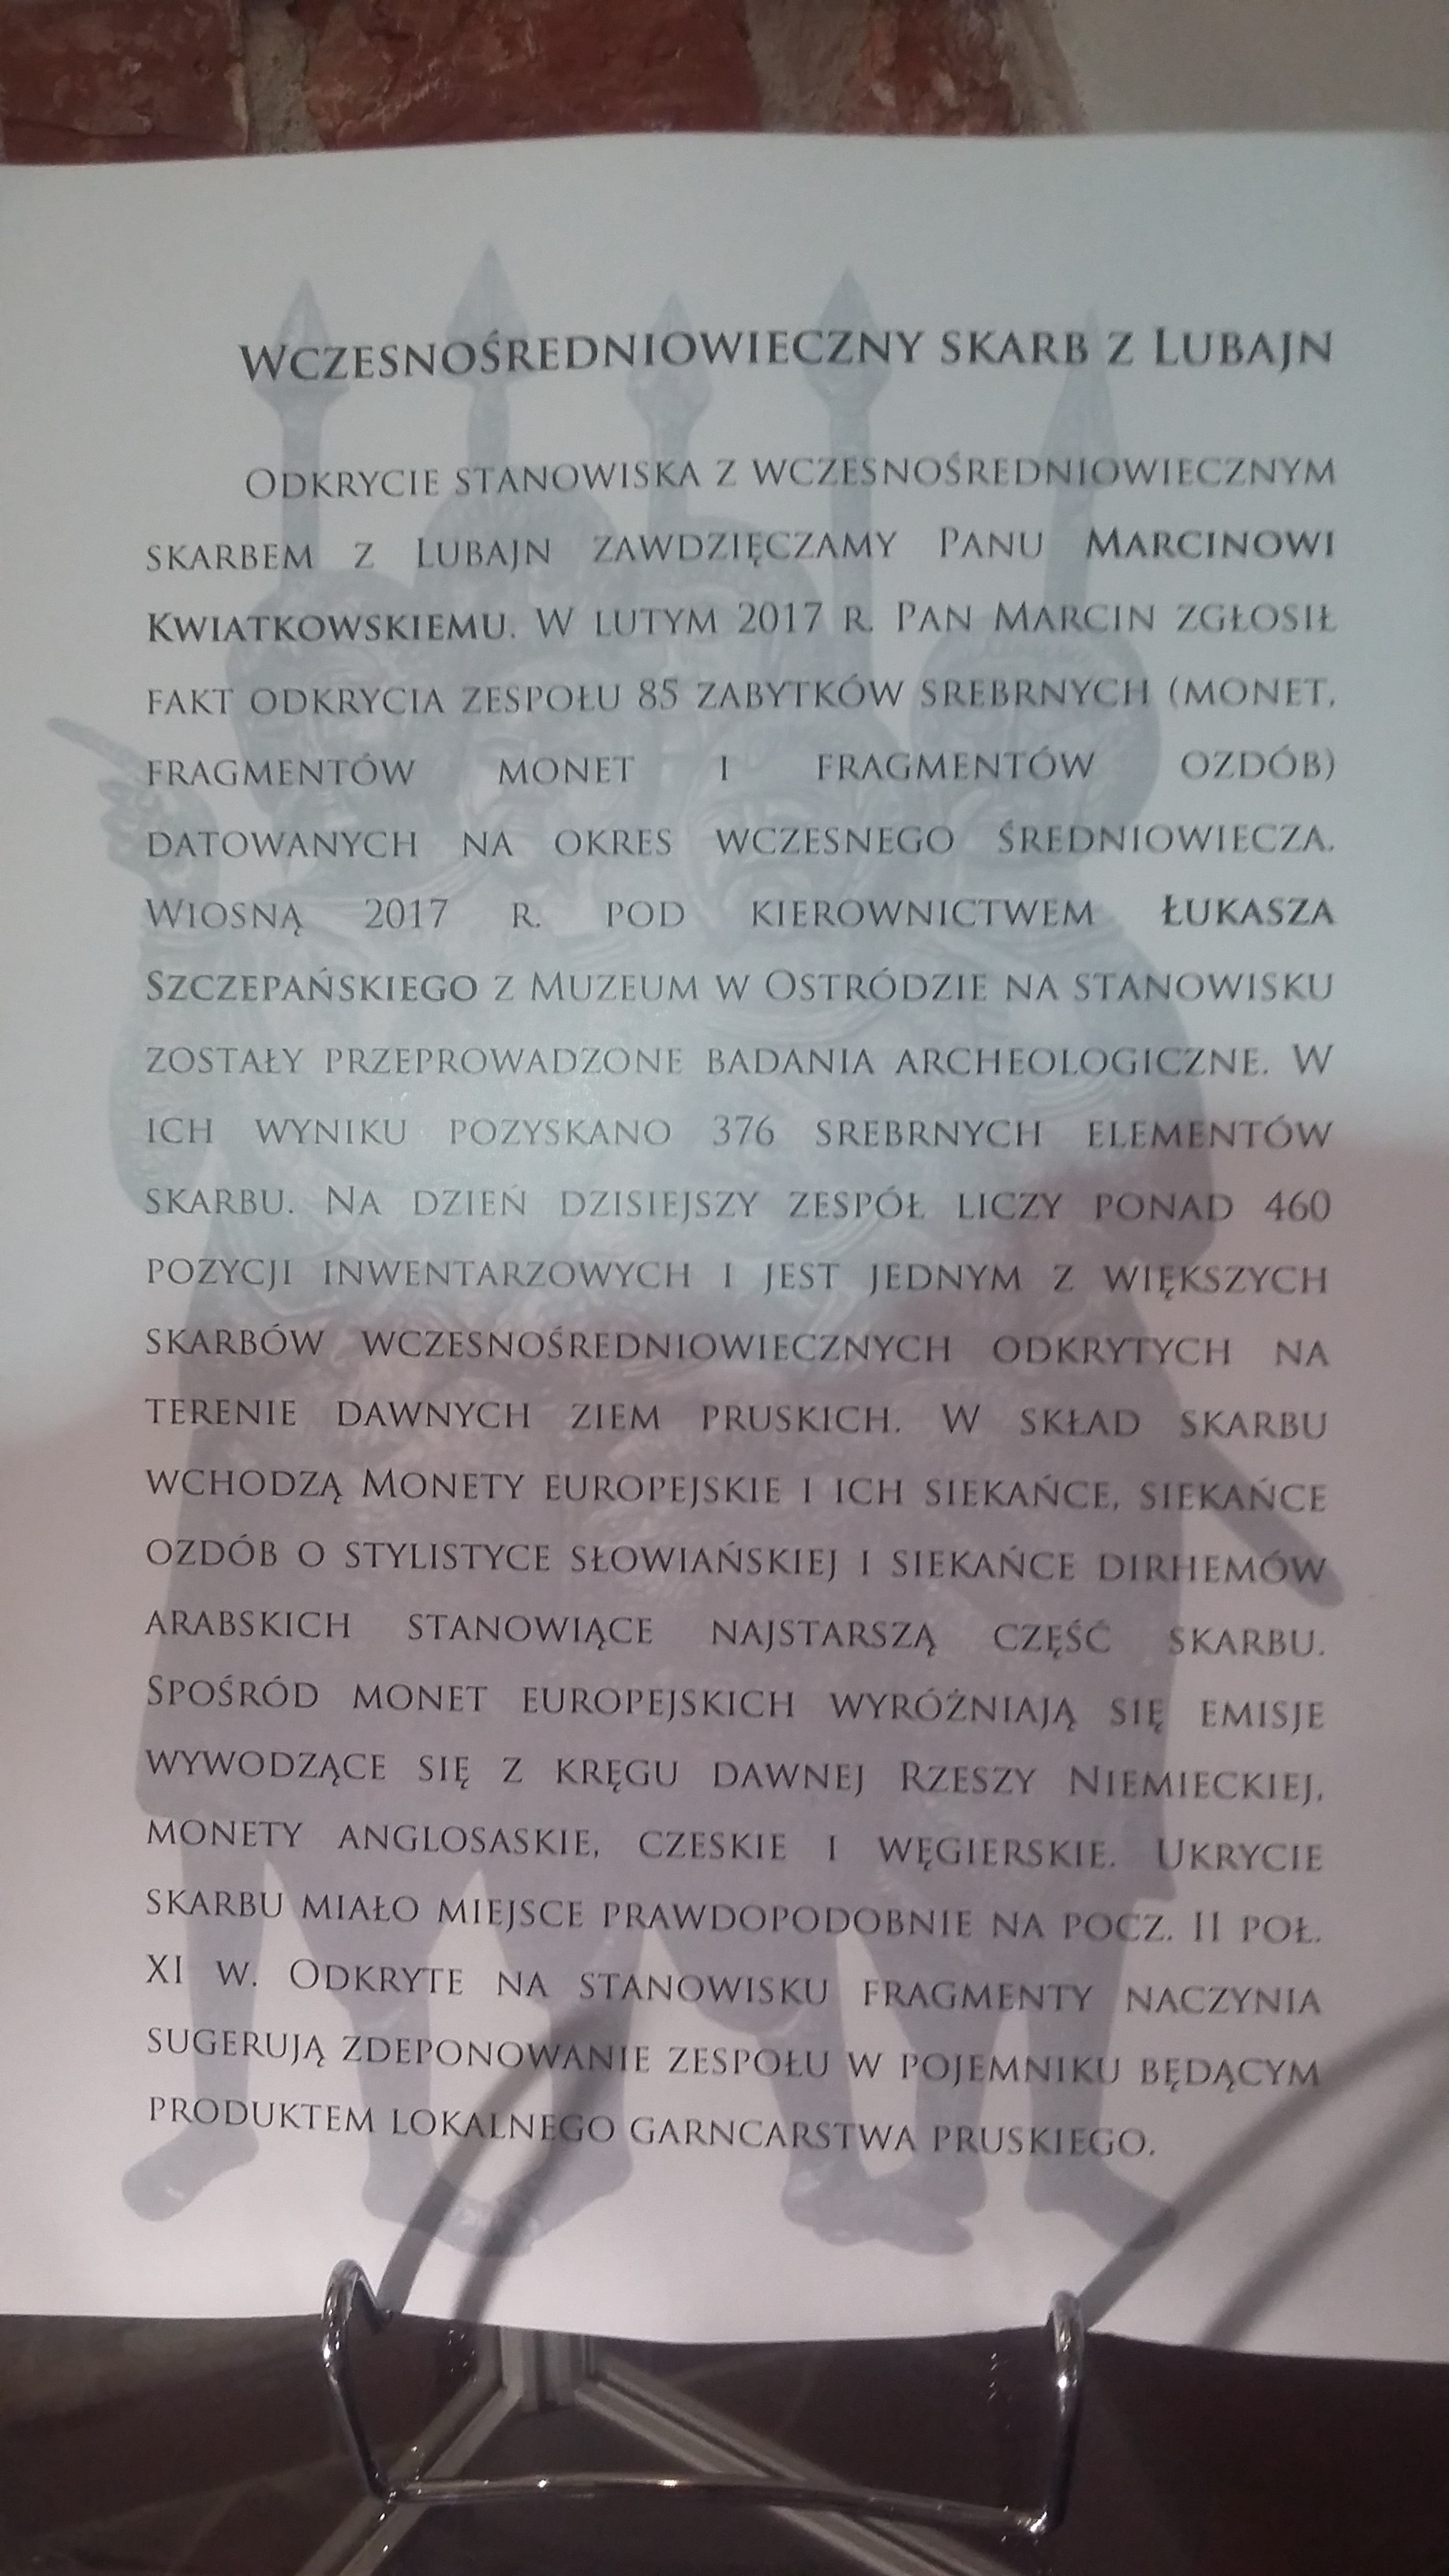 Wczesnośredniowieczny skarb z Lubajn
Odkrycie stanowiska z wczesnośredniowiecznym
skarbem z Lubajn zawdzięczamy Panu Marcinowi
Kwiatkowskiemu. W lutym 2017 r. Pan Marcin zgłosił
fakt odkrycia zespołu 85 zabytków srebrnych (monet,
fragmentów monet i fragmentów ozdób)
datowanych na okres wczesnego średniowiecza.
Wiosną 2017 r. pod kierownictwem Łukasza
Szczepańskiego z Muzeum w Ostródzie na stanowisku
zostały przeprowadzone badania archeologiczne. W
ich wyniku pozyskano 376 srebrnych elementów
skarbu. Na dzień dzisiejszy zespół liczy ponad 460
pozycji inwentarzowych i jest jednym z większych
skarbów wczesnośredniowiecznych odkrytych na
terenie dawnych ziem pruskich. W skład skarbu
wchodzą Monety europejskie i ich siekańce, siekańce
ozdób o stylistyce słowiańskiej i siekańce dirhemów
arabskich stanowiące najstarszą część skarbu.
Spośród monet europejskich wyróżniają się emisje
wywodzące się z kręgu dawnej Rzeszy Niemieckiej,
monety anglosaskie, czeskie i węgierskie. Ukrycie
skarbu miało miejsce prawdopodobnie na pocz. II poł.
XI w. Odkryte na stanowisku fragmenty naczynia
sugerują zdeponowanie zespołu w pojemniku będącym
produktem lokalnego garncarstwa pruskiego.